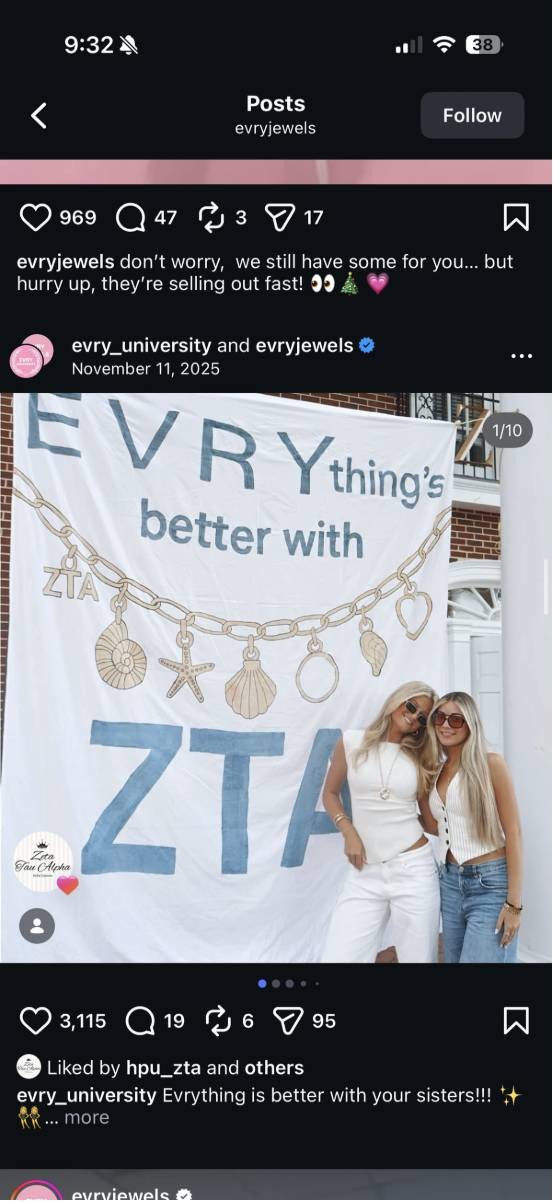 9:32
38
Posts
evryjewels
Follow
969
47
3
17
evryjewels don’t worry, we still have some for you... but
hurry up, they’re selling out fast! 👀🎄💗
evry_university and evryjewels
November 11, 2025
1/10
EVRYthing's
better with
ZTA
ZTA
Zeta
Tau Alpha
3,115
19
6
95
Liked by hpu_zta and others
evry_university Evrything is better with your sisters!!! ✨
👯‍♀️... more
evryjewels